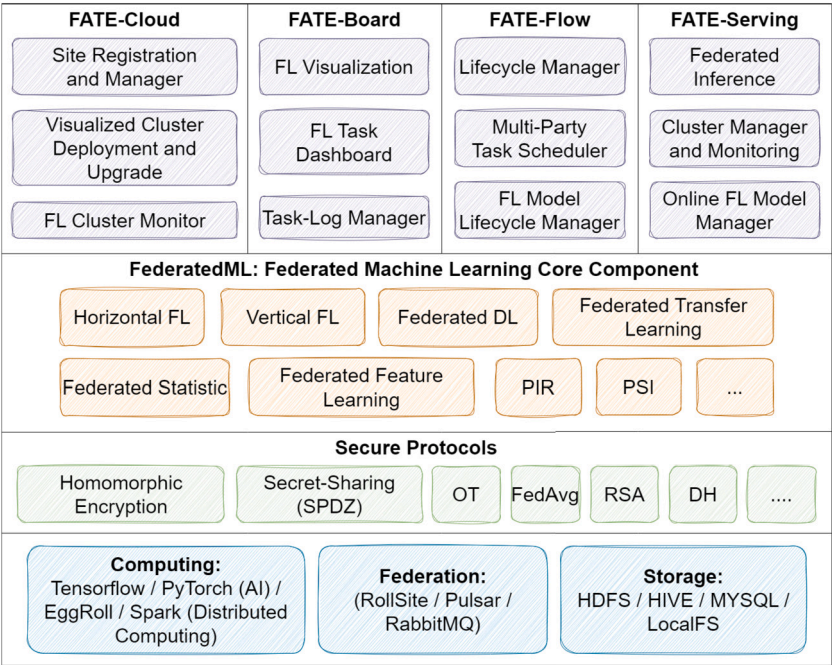 FATE-Cloud
Site Registration
and Manager
Visualized Cluster
Deployment and
Upgrade
FL Cluster Monitor
FATE-Board
FL Visualization
FL Task
Dashboard
Task-Log Manager
FATE-Flow
Lifecycle Manager
Multi-Party
Task Scheduler
FL Model
Lifecycle Manager
FATE-Serving
Federated
Inference
Cluster Manager
and Monitoring
Online FL Model
Manager
FederatedML: Federated Machine Learning Core Component
Horizontal FL
Vertical FL
Federated DL
Federated Transfer
Learning
Federated Statistic
Federated Feature
Learning
PIR
PSI
...
Secure Protocols
Homomorphic
Encryption
Secret-Sharing
(SPDZ)
OT
FedAvg
RSA
DH
....
Computing:
Tensorflow / PyTorch (AI) /
EggRoll / Spark (Distributed
Computing)
Federation:
(RollSite / Pulsar /
RabbitMQ)
Storage:
HDFS / HIVE / MYSQL /
LocalFS